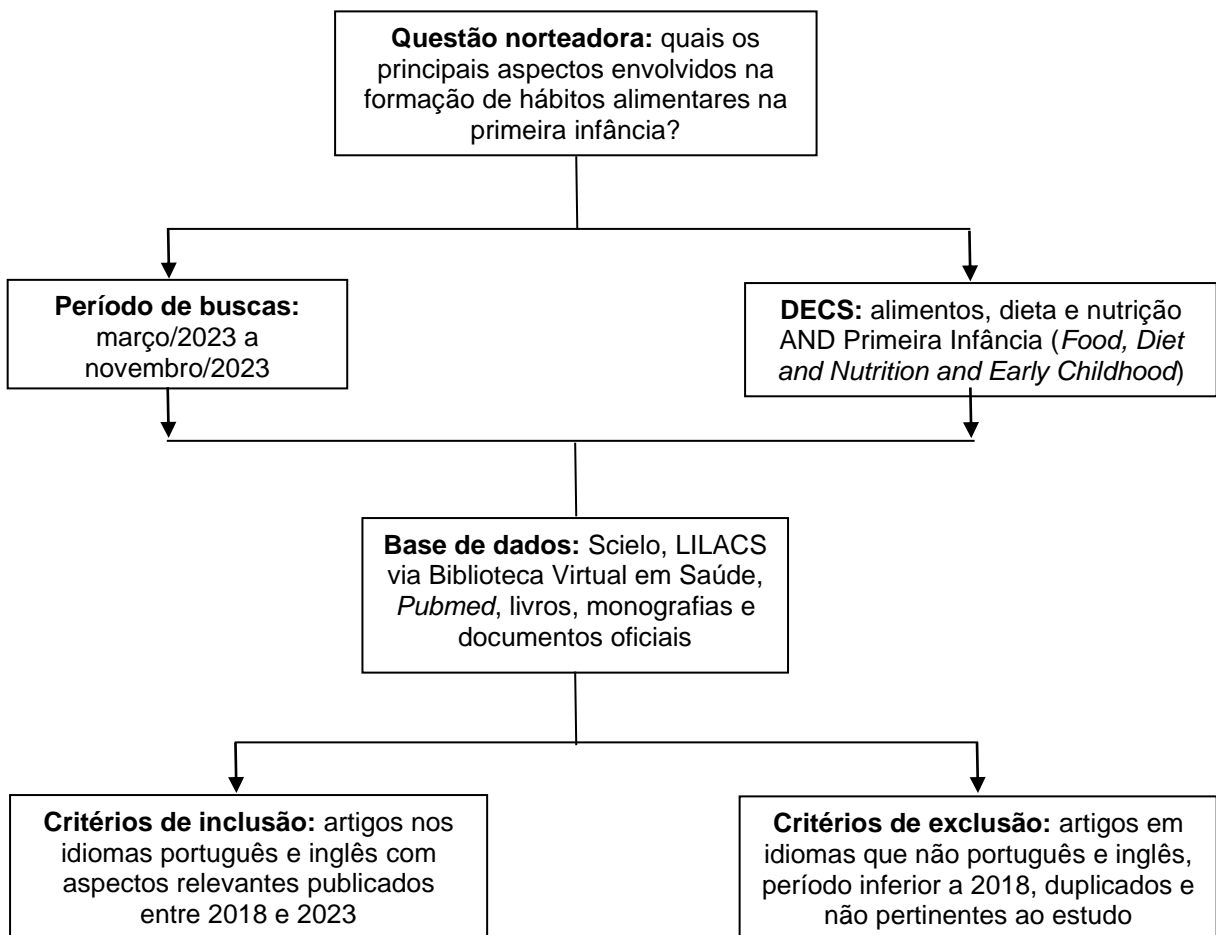 Questão norteadora: quais os
principais aspectos envolvidos na
formação de hábitos alimentares na
primeira infância?
Período de buscas:
março/2023 a
novembro/2023
DECS: alimentos, dieta e nutrição
AND Primeira Infância (Food, Diet
and Nutrition and Early Childhood)
Base de dados: Scielo, LILACS
via Biblioteca Virtual em Saúde,
Pubmed, livros, monografias e
documentos oficiais
Critérios de inclusão: artigos nos
idiomas português e inglês com
aspectos relevantes publicados
entre 2018 e 2023
Critérios de exclusão: artigos em
idiomas que não português e inglês,
período inferior a 2018, duplicados e
não pertinentes ao estudo